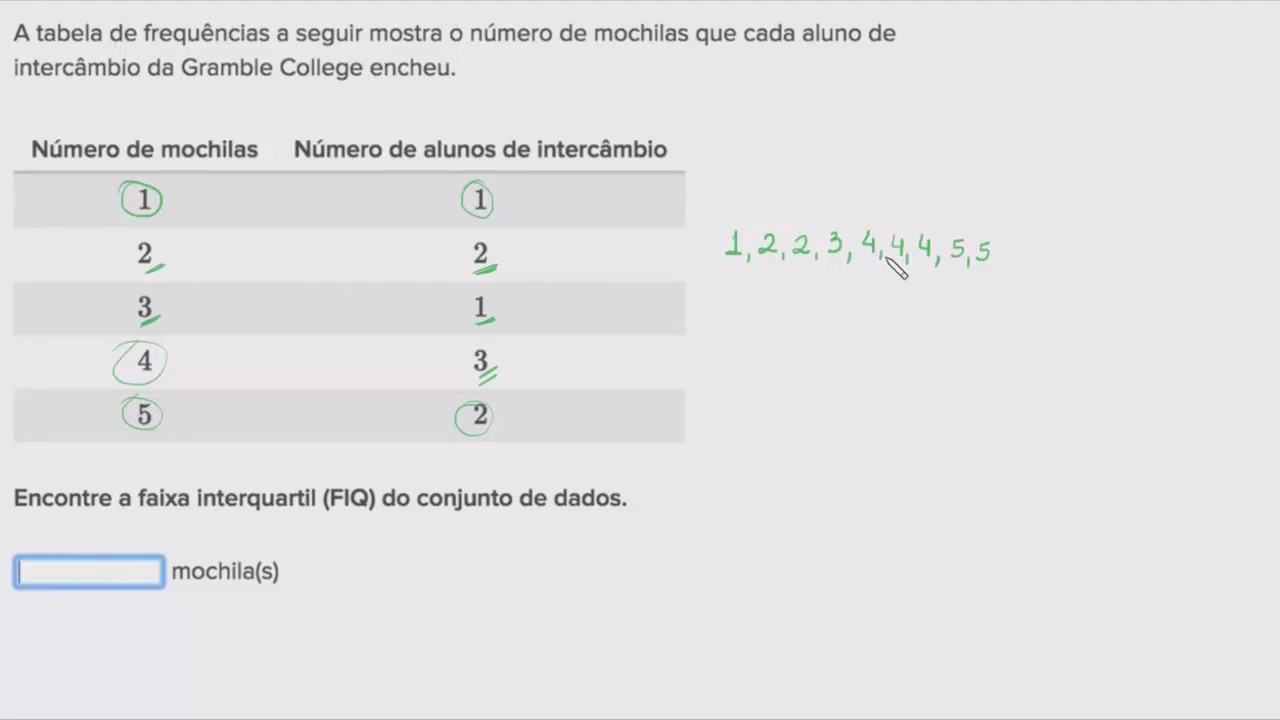 A tabela de frequências a seguir mostra o número de mochilas que cada aluno de
intercâmbio da Gramble College encheu.
Número de mochilas Número de alunos de intercâmbio
1 1
2 2
3 1
4 3
5 2
1, 2, 2, 3, 4, 4, 4, 5, 5
Encontre a faixa interquartil (FIQ) do conjunto de dados.
mochila(s)